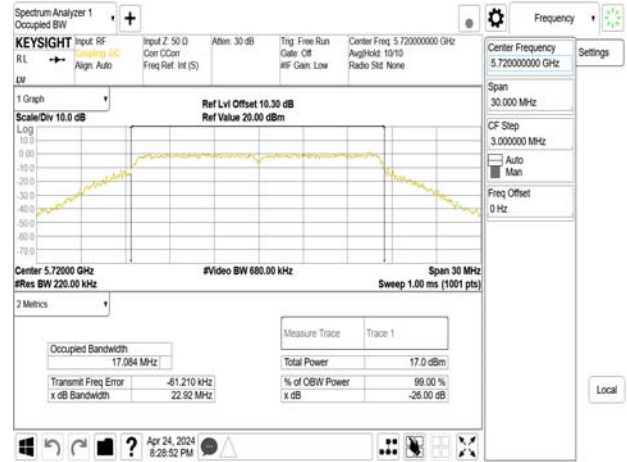 Spectrum Analyzer 1
Occupied BW
+
Frequency
KEYSIGHT
Input: RF
Coupling: DC
Align: Auto
Input Z: 50 Ω
Corr CCorr
Freq Ref: Int (S)
Atten: 30 dB
Trig: Free Run
Gate: Off
#IF Gain: Low
Center Freq: 5.720000000 GHz
Avg|Hold: 10/10
Radio Std: None
RL
Center Frequency
5.720000000 GHz
Settings
Span
30.000 MHz
CF Step
3.000000 MHz
Auto
Man
Freq Offset
0 Hz
Local
1 Graph
Scale/Div 10.0 dB
Ref Lvl Offset 10.30 dB
Ref Value 20.00 dBm
Log
10.0
0.00
-10.0
-20.0
-30.0
-40.0
-50.0
-60.0
-70.0
Center 5.72000 GHz
#Video BW 680.00 kHz
Span 30 MHz
#Res BW 220.00 kHz
Sweep 1.00 ms (1001 pts)
2 Metrics
Measure Trace
Trace 1
Occupied Bandwidth
17.084 MHz
Total Power
17.0 dBm
Transmit Freq Error
-61.210 kHz
% of OBW Power
99.00 %
x dB Bandwidth
22.92 MHz
x dB
-26.00 dB
?
Apr 24, 2024
8:28:52 PM